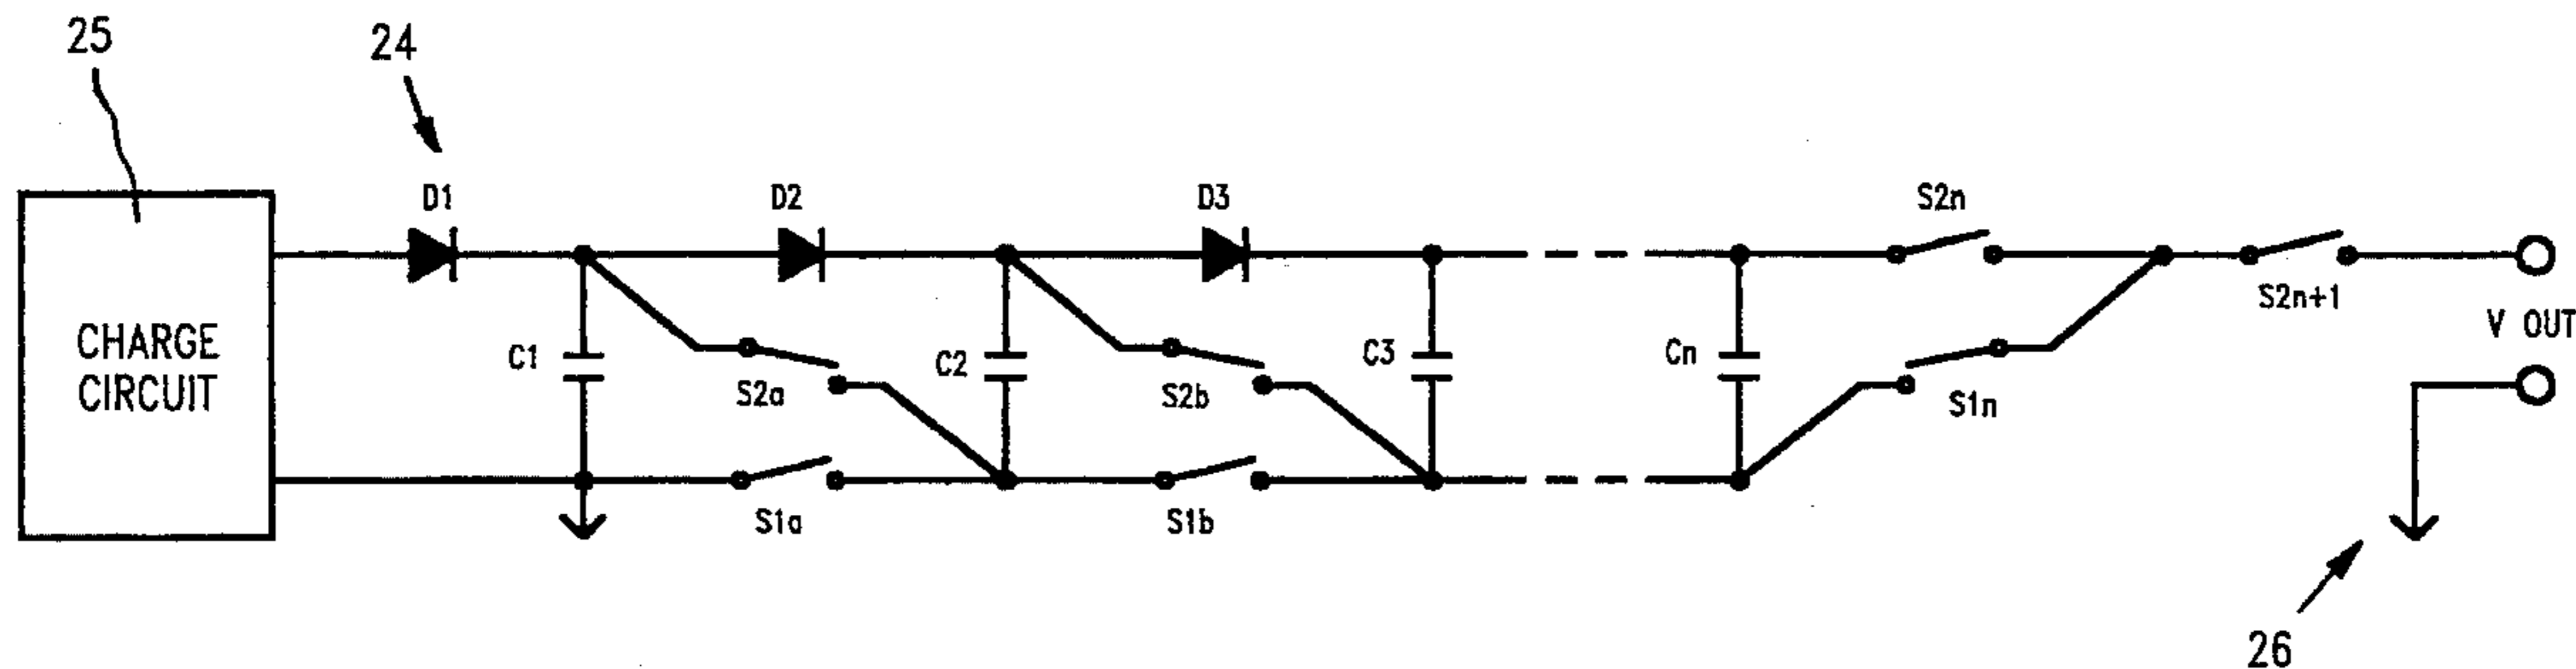 25
24
D1
D2
D3
S2n
S2n+1
CHARGE
CIRCUIT
C1
S2a
C2
S2b
C3
Cn
S1n
V OUT
S1a
S1b
26